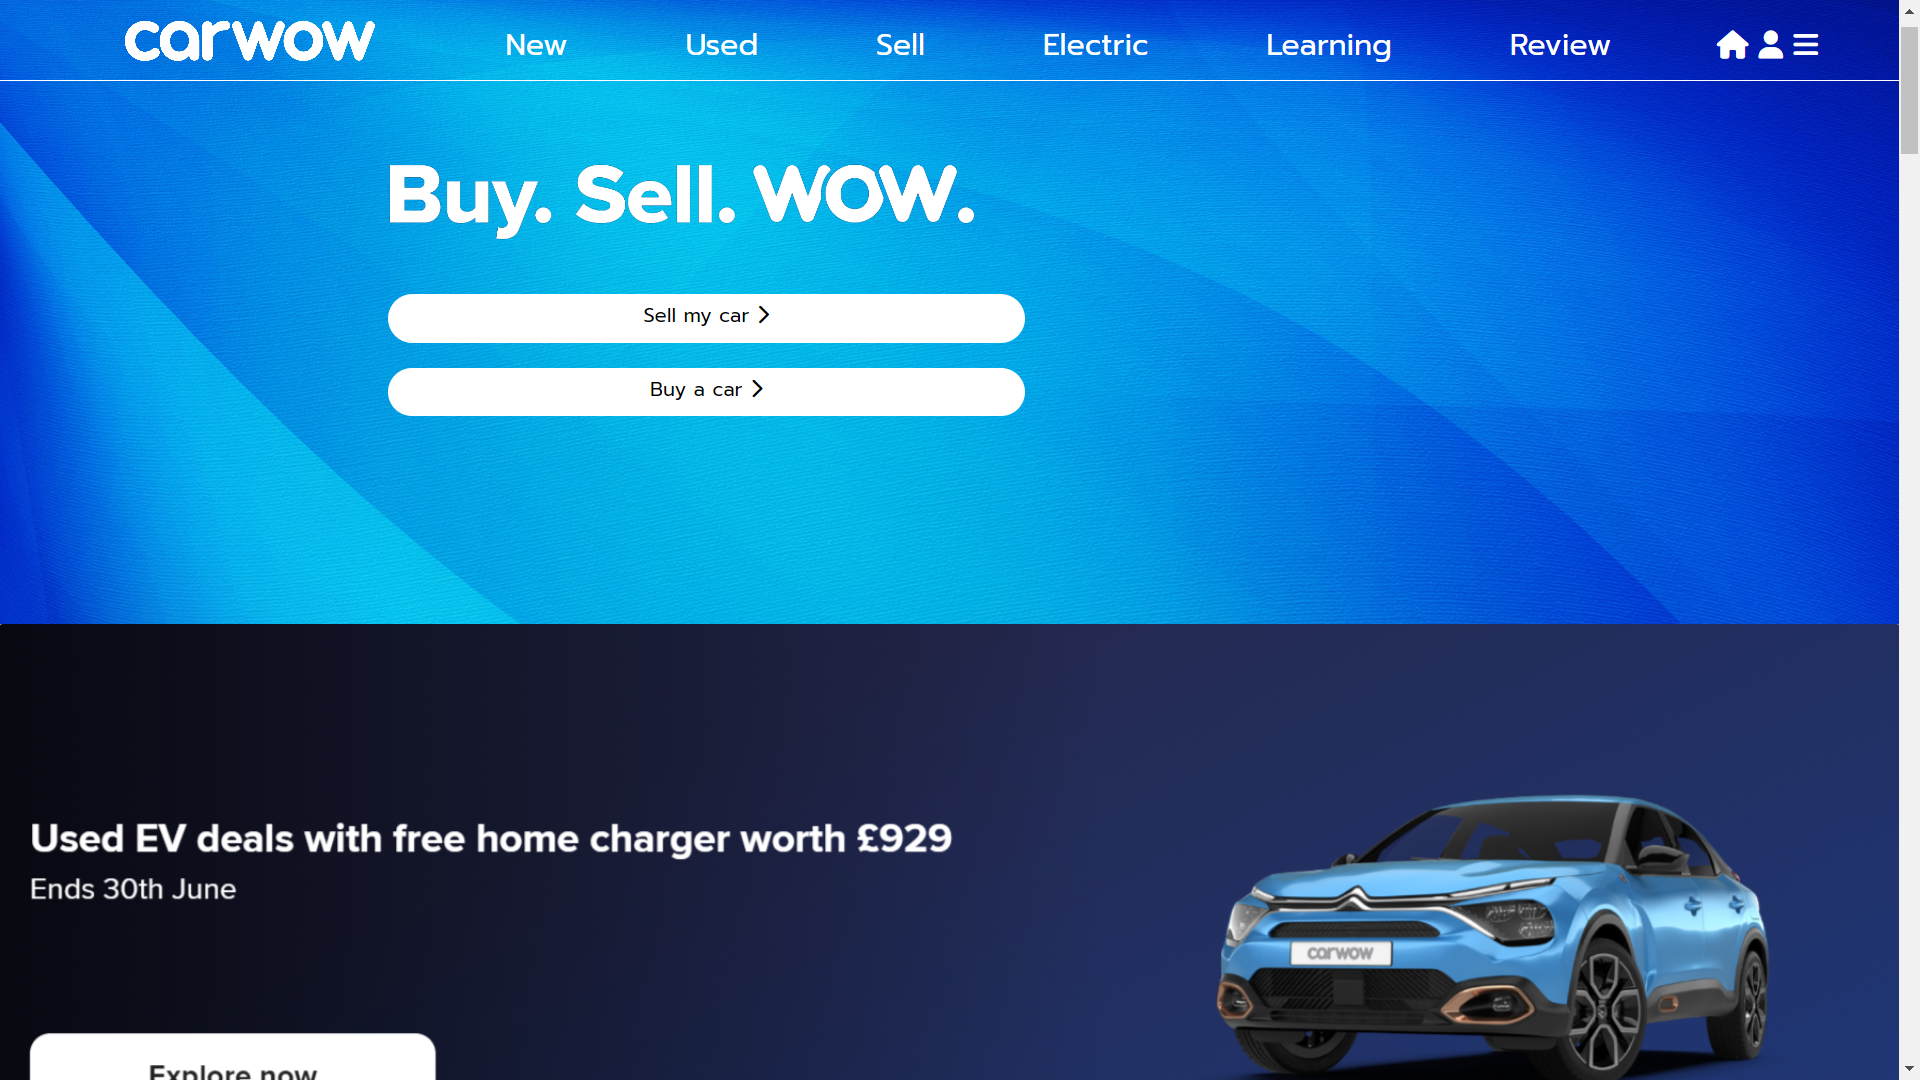 carwow New Used Sell Electric Learning Review
Buy. Sell. WOW.
Sell my car
Buy a car
Used EV deals with free home charger worth £929
Ends 30th June
carwow
Explore now